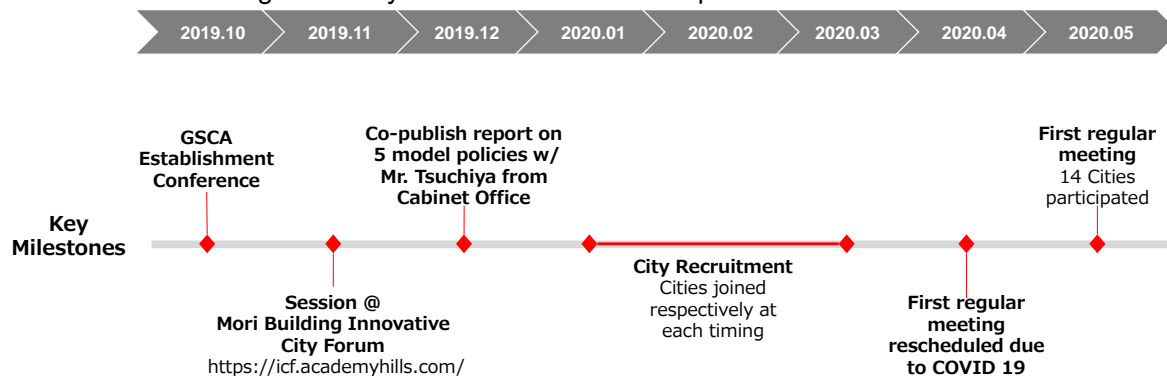 2019.10
2019.11
2019.12
2020.01
2020.02
2020.03
2020.04
2020.05
GSCA
Establishment
Conference
Co-publish report on
5 model policies w/
Mr. Tsuchiya from
Cabinet Office
First regular
meeting
14 Cities
participated
Key
Milestones
Session @
Mori Building Innovative
City Forum
https://icf.academyhills.com/
City Recruitment
Cities joined
respectively at
each timing
First regular
meeting
rescheduled due
to COVID 19